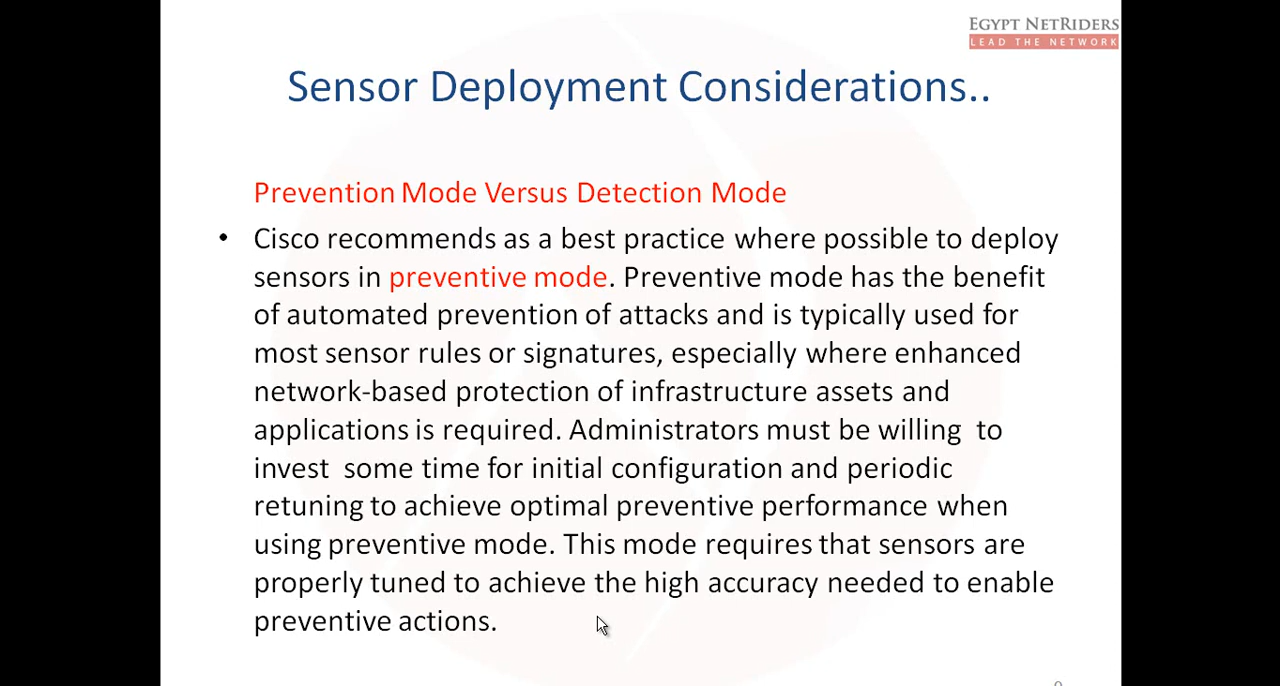 EGYPT NETRIDERS
LEAD THE NETWORK
Sensor Deployment Considerations..
Prevention Mode Versus Detection Mode
• Cisco recommends as a best practice where possible to deploy
sensors in preventive mode. Preventive mode has the benefit
of automated prevention of attacks and is typically used for
most sensor rules or signatures, especially where enhanced
network-based protection of infrastructure assets and
applications is required. Administrators must be willing to
invest some time for initial configuration and periodic
retuning to achieve optimal preventive performance when
using preventive mode. This mode requires that sensors are
properly tuned to achieve the high accuracy needed to enable
preventive actions.